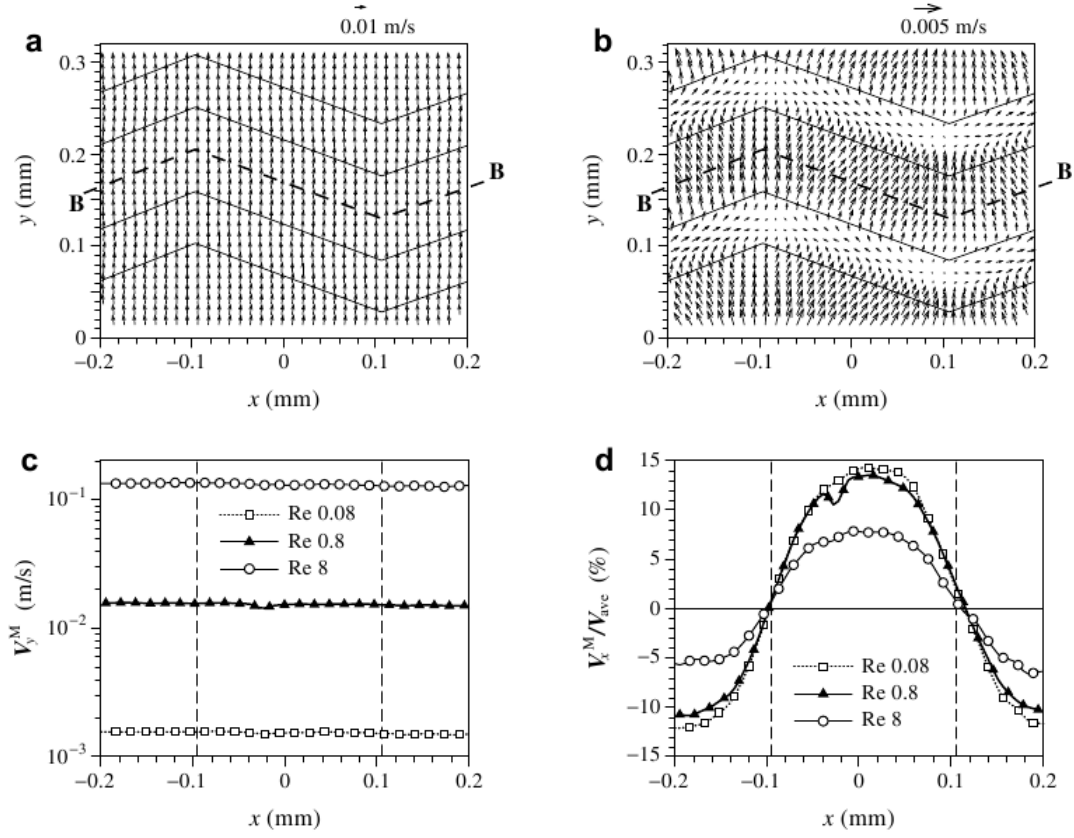 0.01 m/s
0.005 m/s
a
b
0.3
0.2
0.1
0
y (mm)
B
B
−0.2
−0.1
0
0.1
0.2
x (mm)
0.3
0.2
0.1
0
y (mm)
B
B
−0.2
−0.1
0
0.1
0.2
x (mm)
c
10⁻¹
10⁻²
10⁻³
V_y^M (m/s)
Re 0.08
Re 0.8
Re 8
−0.2
−0.1
0
0.1
0.2
x (mm)
d
15
10
5
0
−5
−10
−15
V_x^M/V_ave (%)
Re 0.08
Re 0.8
Re 8
−0.2
−0.1
0
0.1
0.2
x (mm)